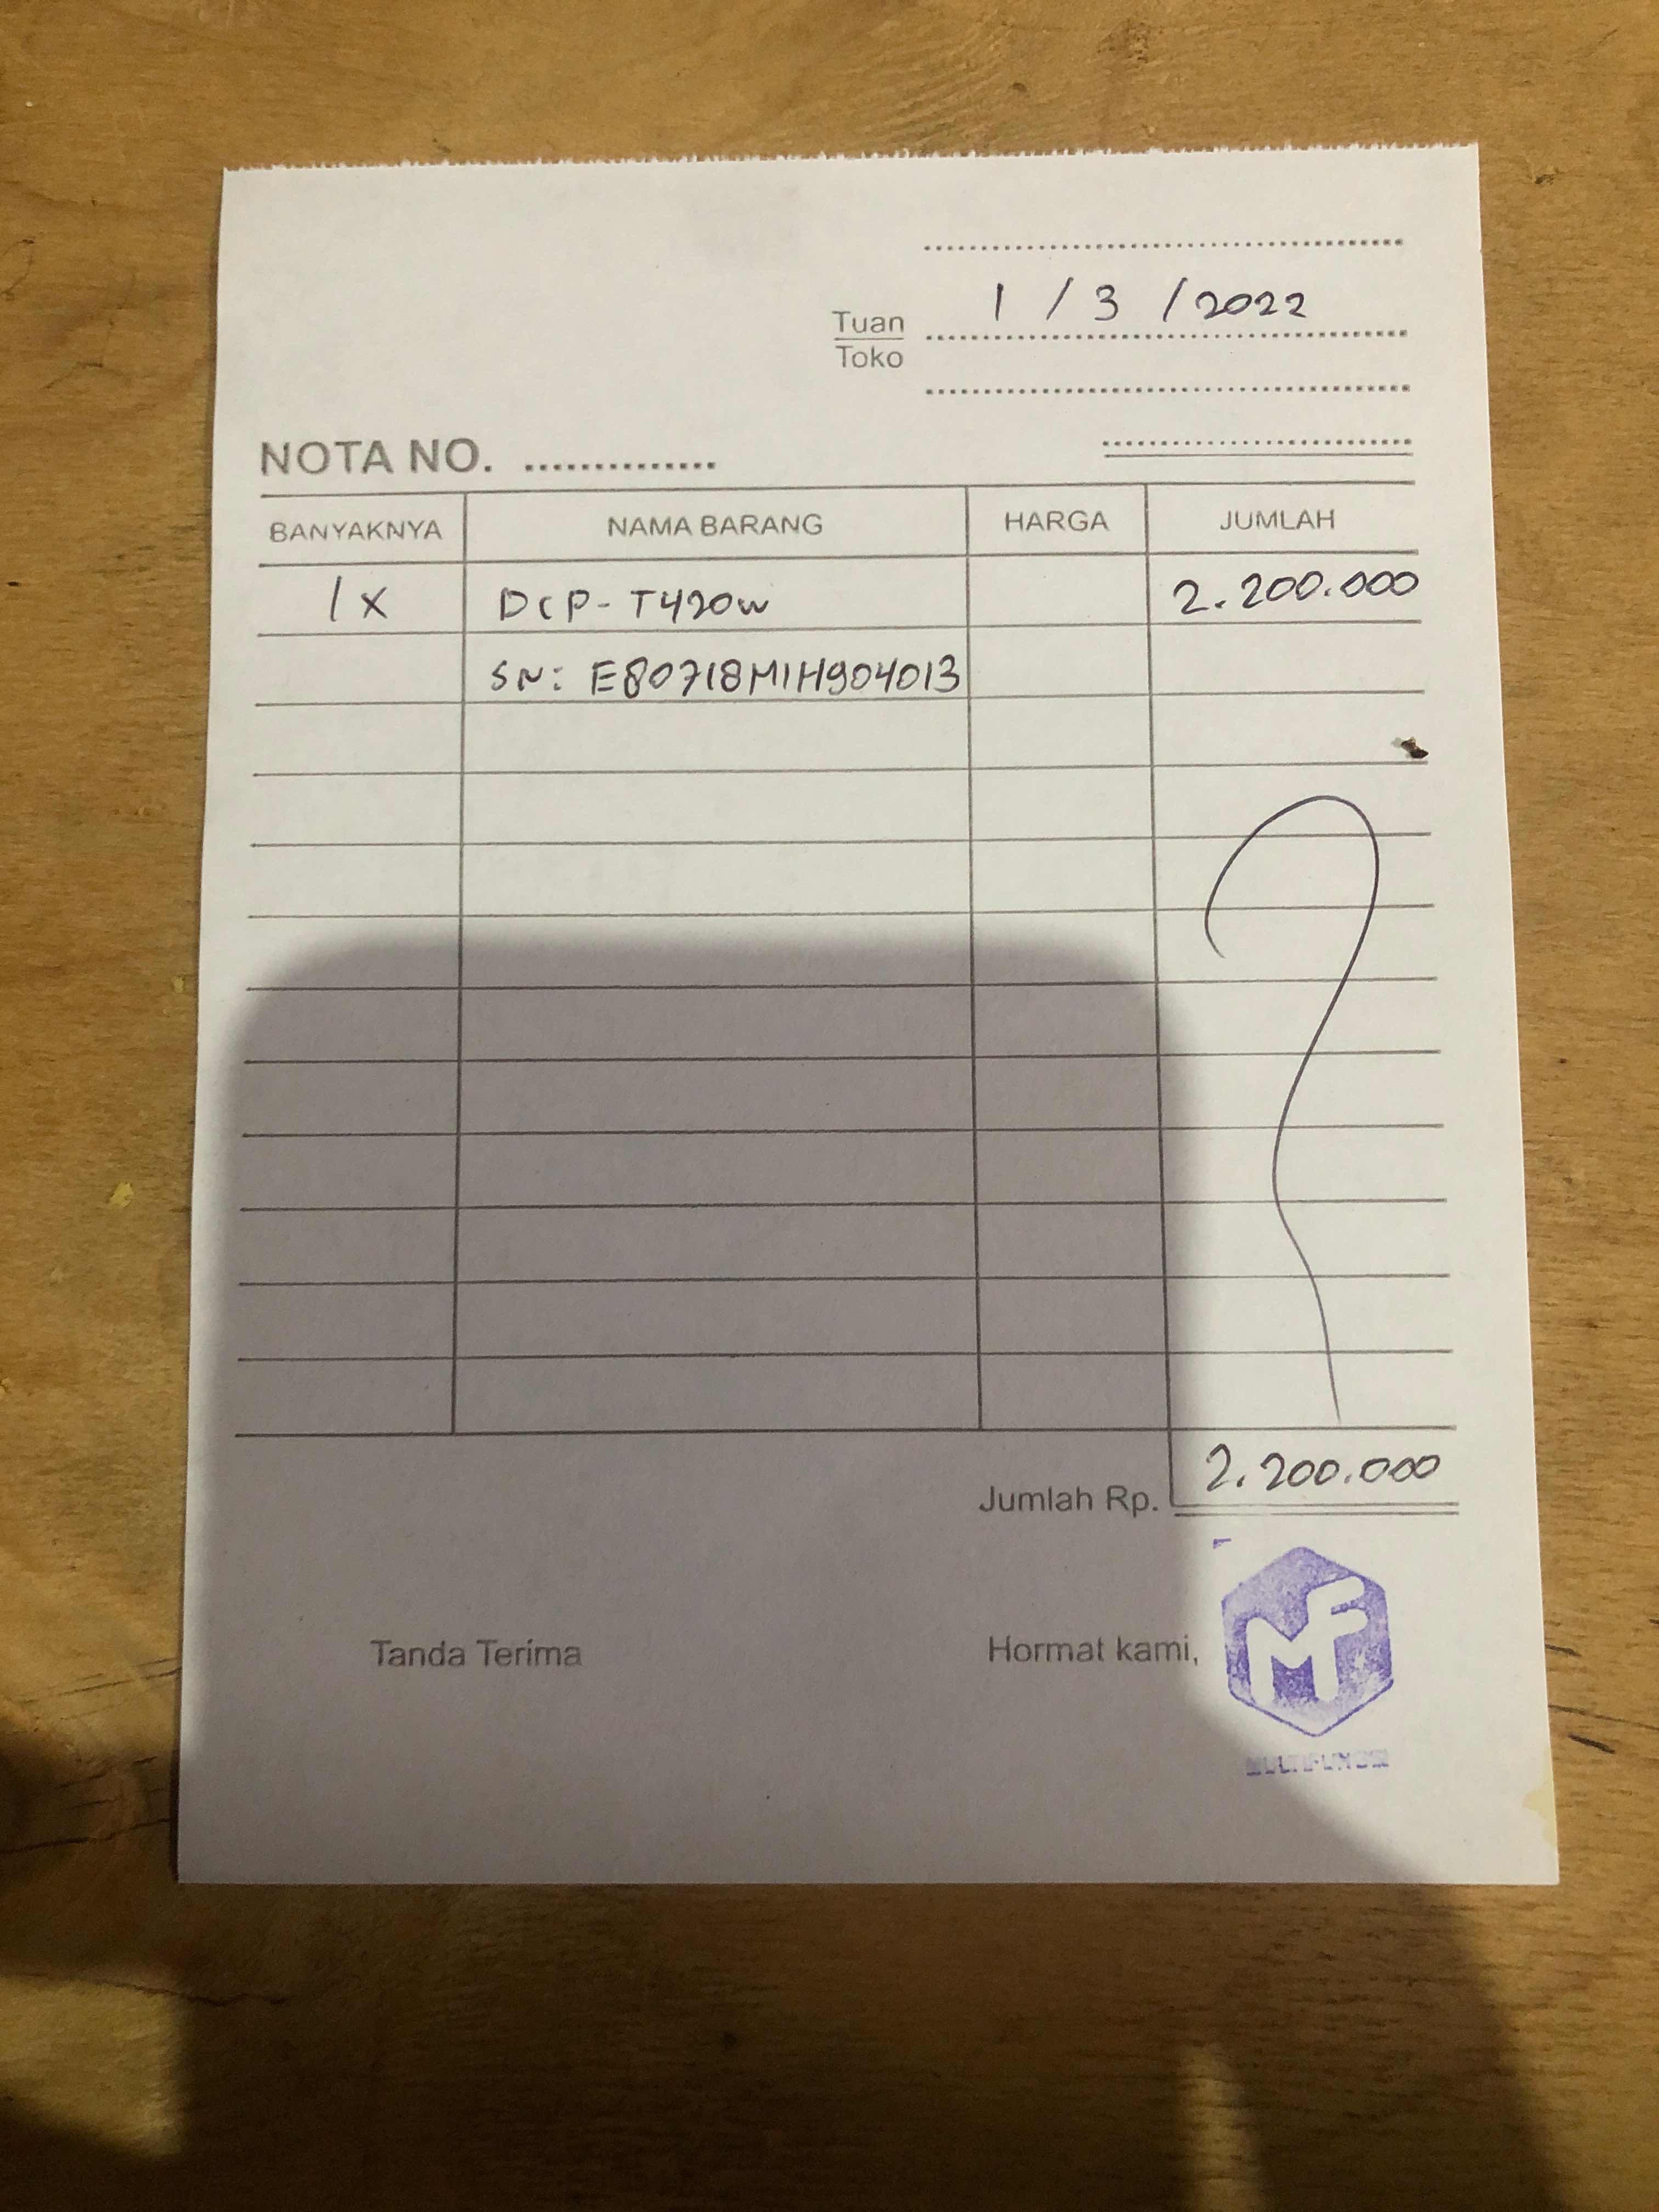 1 / 3 / 2022
Tuan
Toko
NOTA NO. ..............
BANYAKNYA NAMA BARANG HARGA JUMLAH
1x DCP-T420w 2.200.000
SN: E80718M1H904013
Jumlah Rp. 2.200.000
Tanda Terima Hormat kami,
MF
MULTIFUNGSI